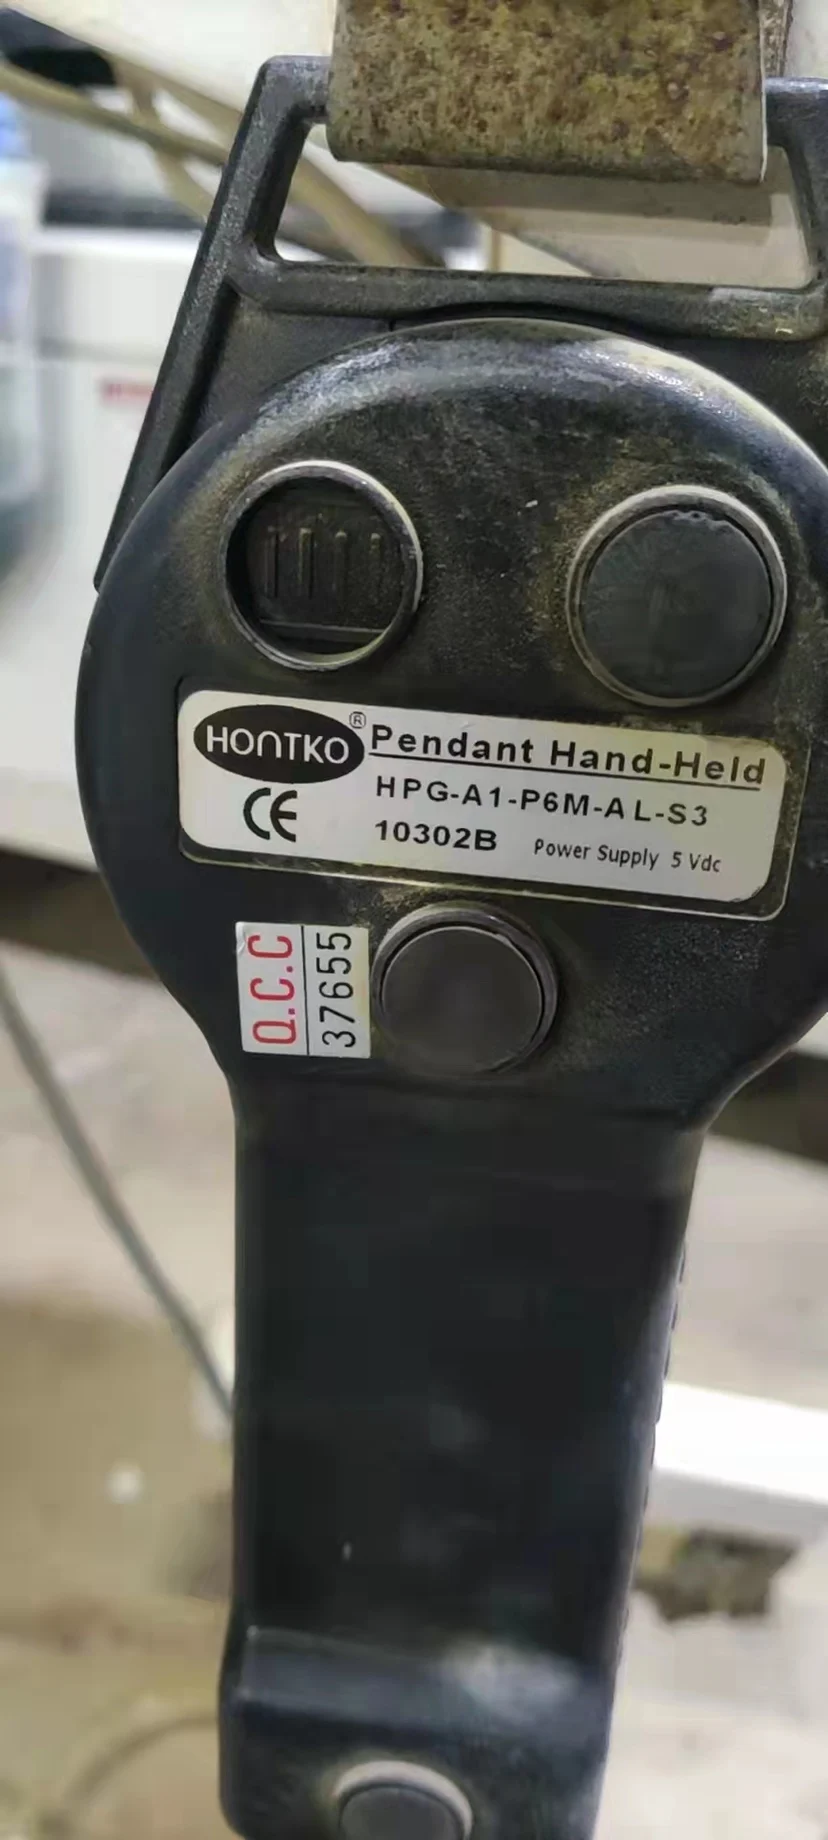 HONTKO ® Pendant Hand-Held
CE HPG-A1-P6M-AL-S3
10302B Power Supply 5 Vdc
Q.C.C
37655